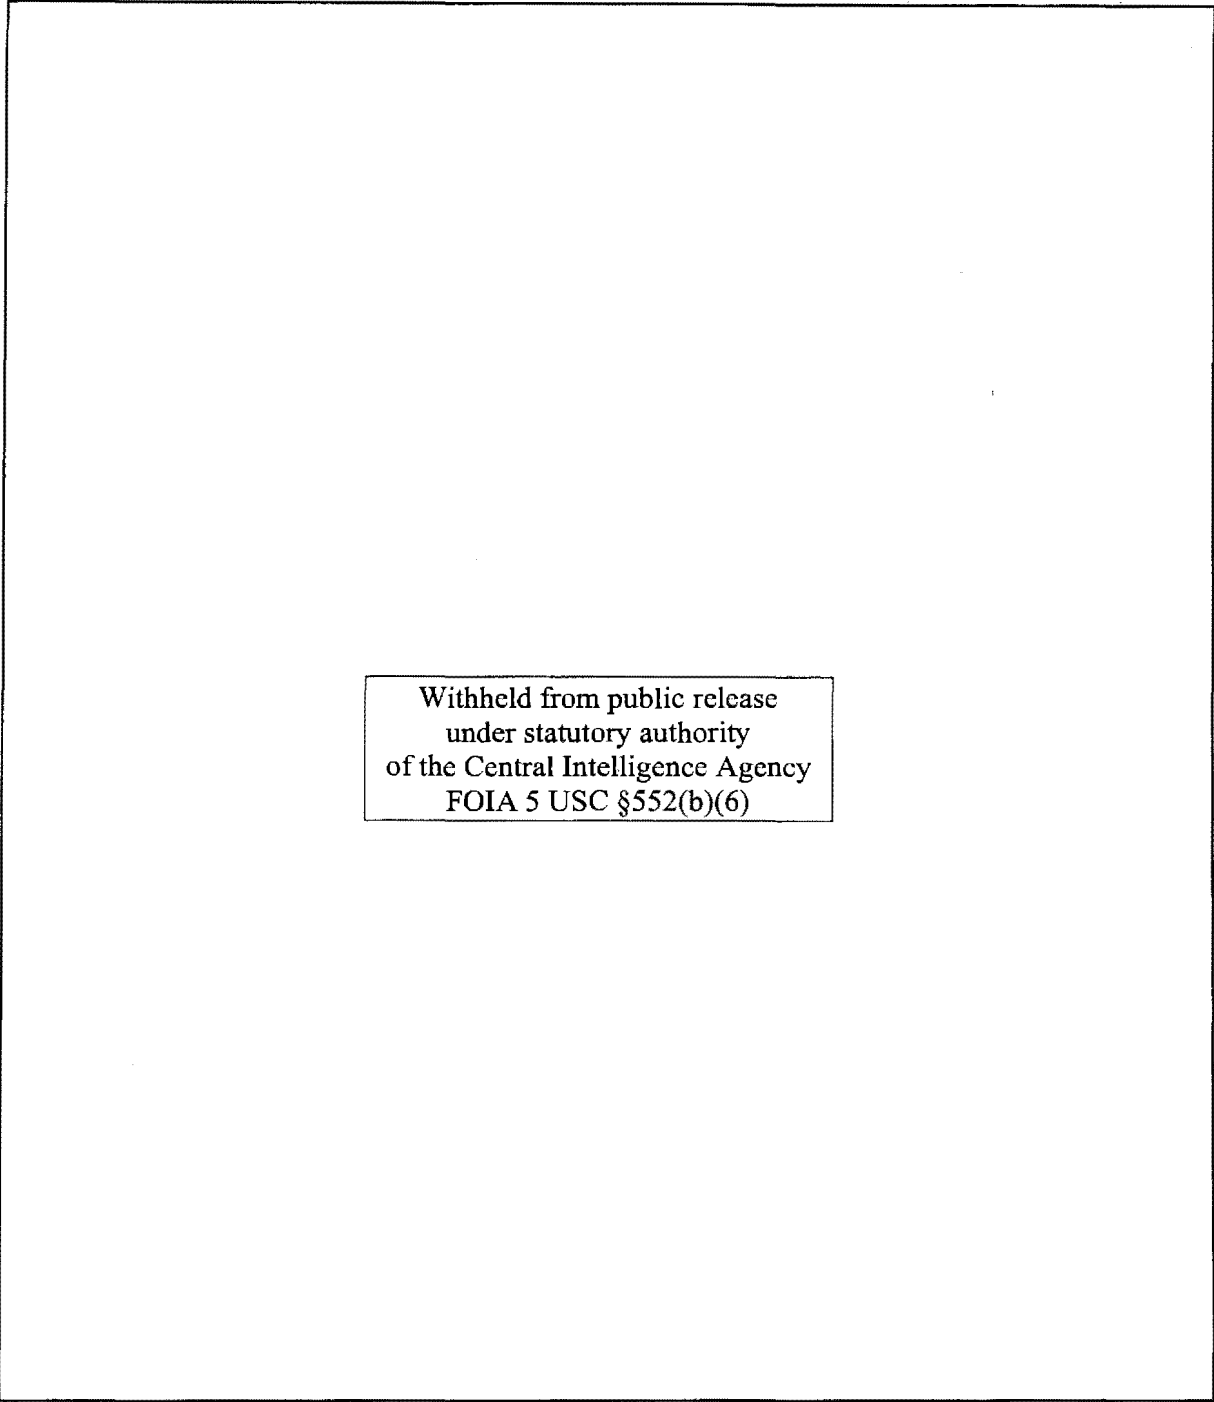 Withheld from public release
under statutory authority
of the Central Intelligence Agency
FOIA 5 USC §552(b)(6)